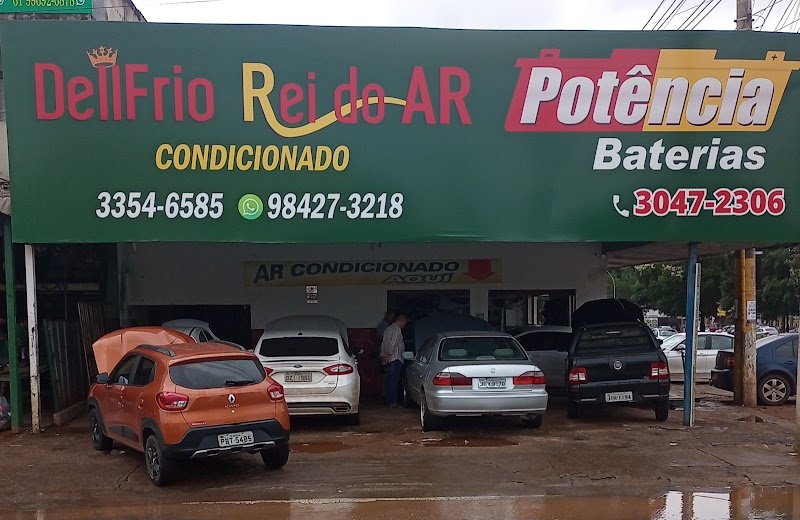 DellFrio Rei do AR
CONDICIONADO
3354-6585 98427-3218
Potência
Baterias
3047-2306
AR CONDICIONADO
AQUI